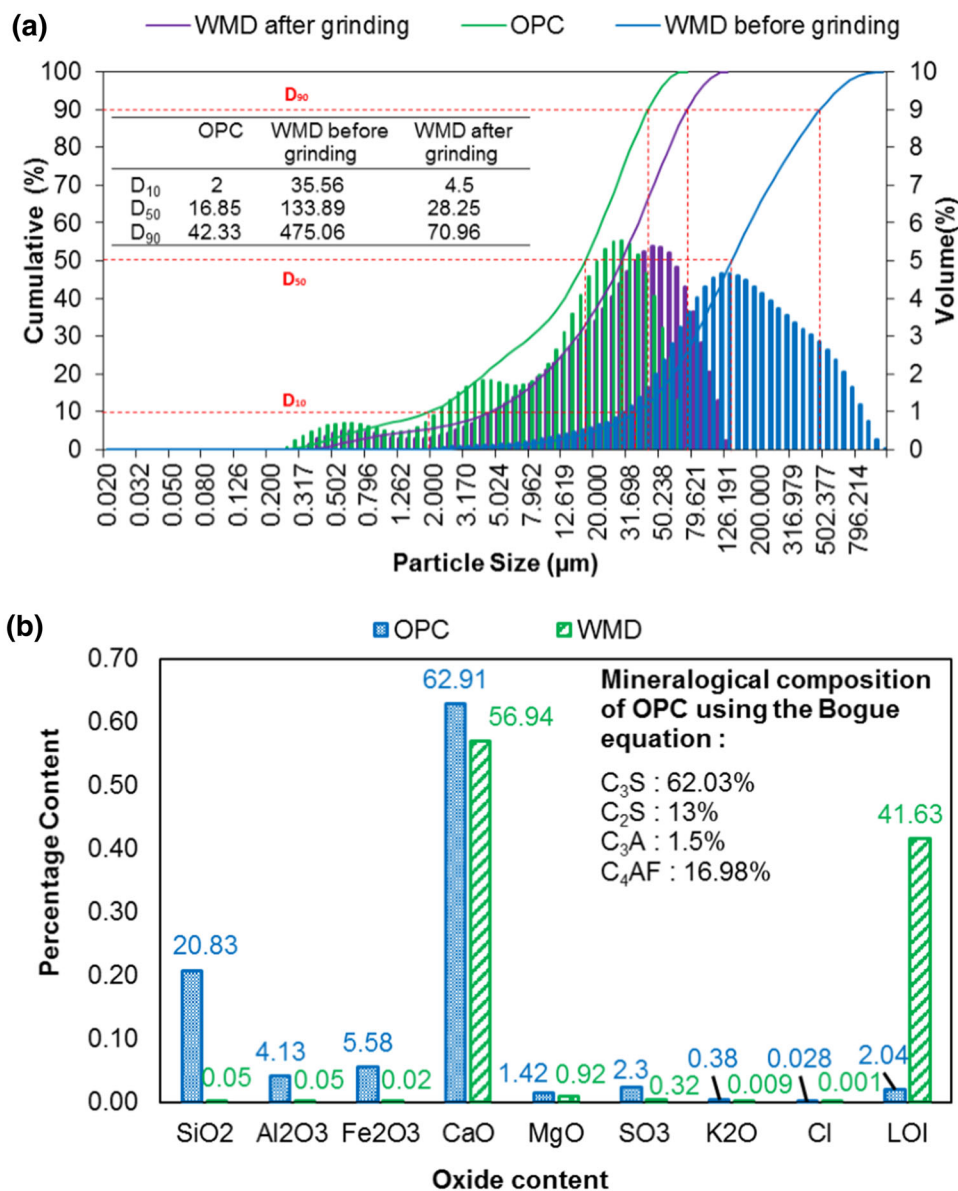 (a)
WMD after grinding OPC WMD before grinding
100 10
90 9
80 8
70 7
60 6
50 5
40 4
30 3
20 2
10 1
0 0
Cumulative (%)
Volume(%)
D90
D50
D10
OPC WMD before grinding WMD after grinding
D10 2 35.56 4.5
D50 16.85 133.89 28.25
D90 42.33 475.06 70.96
0.020 0.032 0.050 0.080 0.126 0.200 0.317 0.502 0.796 1.262 2.000 3.170 5.024 7.962 12.619 20.000 31.698 50.238 79.621 126.191 200.000 316.979 502.377 796.214
Particle Size (µm)
(b)
OPC WMD
0.70
0.60
0.50
0.40
0.30
0.20
0.10
0.00
Percentage Content
62.91
56.94
41.63
20.83
4.13
5.58
1.42
2.3
0.38
0.028
2.04
0.05
0.05
0.02
0.92
0.32
0.009
0.001
Mineralogical composition
of OPC using the Bogue
equation :
C3S : 62.03%
C2S : 13%
C3A : 1.5%
C4AF : 16.98%
SiO2 Al2O3 Fe2O3 CaO MgO SO3 K2O Cl LOI
Oxide content